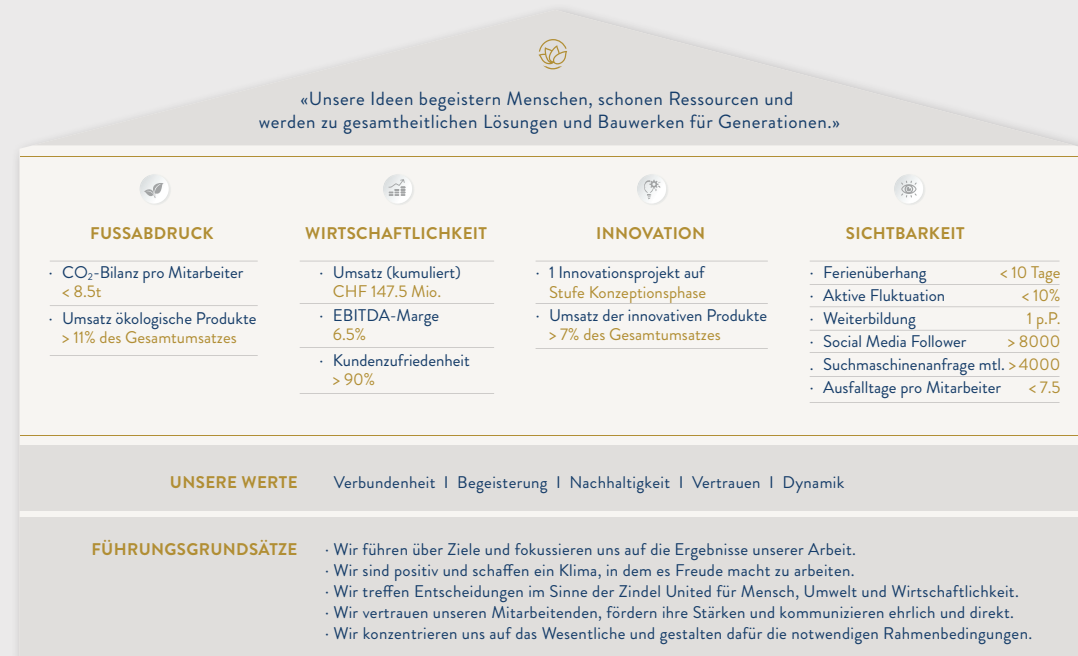 «Unsere Ideen begeistern Menschen, schonen Ressourcen und
werden zu gesamtheitlichen Lösungen und Bauwerken für Generationen.»
FUSSABDRUCK
· CO₂-Bilanz pro Mitarbeiter
< 8.5t
· Umsatz ökologische Produkte
> 11% des Gesamtumsatzes
WIRTSCHAFTLICHKEIT
· Umsatz (kumuliert)
CHF 147.5 Mio.
· EBITDA-Marge
6.5%
· Kundenzufriedenheit
> 90%
INNOVATION
· 1 Innovationsprojekt auf
Stufe Konzeptionsphase
· Umsatz der innovativen Produkte
> 7% des Gesamtumsatzes
SICHTBARKEIT
· Ferienüberhang < 10 Tage
· Aktive Fluktuation < 10%
· Weiterbildung 1 p.P.
· Social Media Follower > 8000
. Suchmaschinenanfrage mtl. > 4000
· Ausfalltage pro Mitarbeiter < 7.5
UNSERE WERTE Verbundenheit I Begeisterung I Nachhaltigkeit I Vertrauen I Dynamik
FÜHRUNGSGRUNDSÄTZE · Wir führen über Ziele und fokussieren uns auf die Ergebnisse unserer Arbeit.
· Wir sind positiv und schaffen ein Klima, in dem es Freude macht zu arbeiten.
· Wir treffen Entscheidungen im Sinne der Zindel United für Mensch, Umwelt und Wirtschaftlichkeit.
· Wir vertrauen unseren Mitarbeitenden, fördern ihre Stärken und kommunizieren ehrlich und direkt.
· Wir konzentrieren uns auf das Wesentliche und gestalten dafür die notwendigen Rahmenbedingungen.